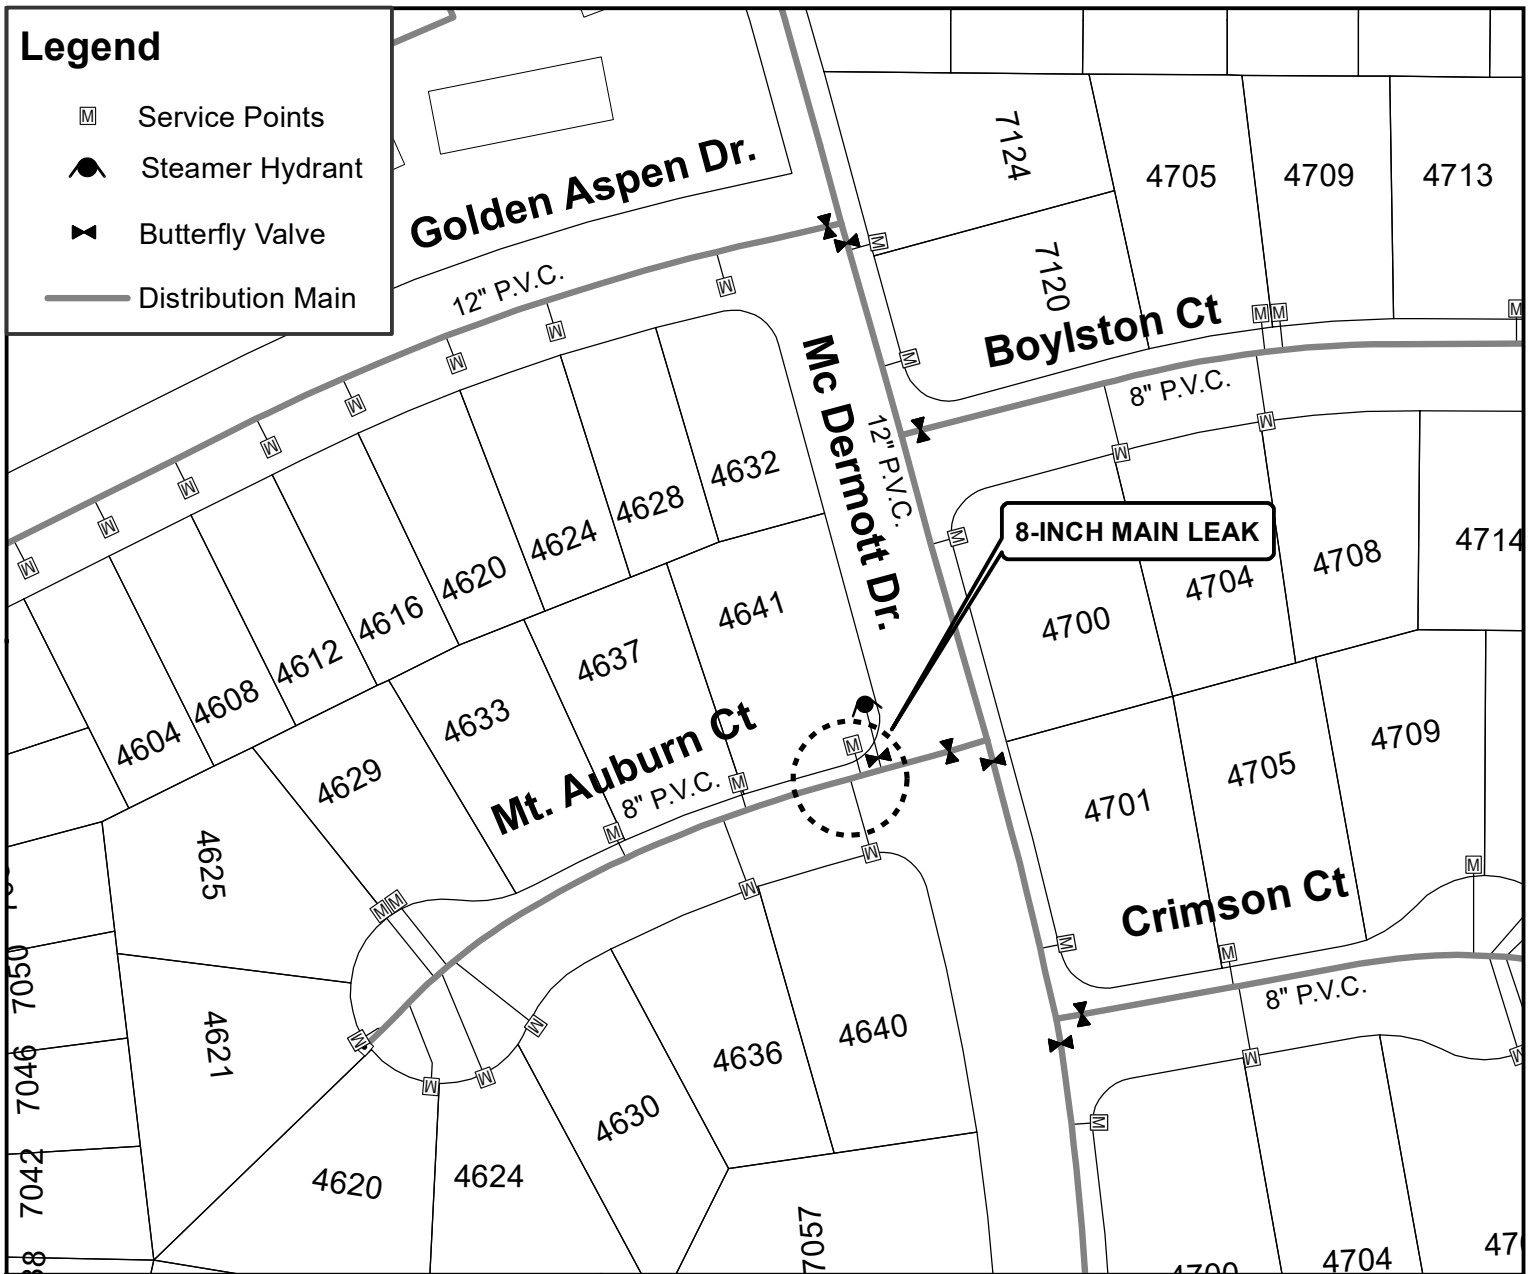 Legend
M Service Points
Steamer Hydrant
Butterfly Valve
Distribution Main
Golden Aspen Dr.
12" P.V.C.
Mc Dermott Dr.
12" P.V.C.
Boylston Ct
8" P.V.C.
8-INCH MAIN LEAK
Mt. Auburn Ct
8" P.V.C.
Crimson Ct
8" P.V.C.
7124
4705
4709
4713
7120
4632
4628
4624
4620
4616
4612
4608
4604
4700
4704
4708
4714
4641
4637
4633
4629
4625
4621
4701
4705
4709
7050
7046
7042
4620
4624
4630
4636
4640
7057
4700
4704